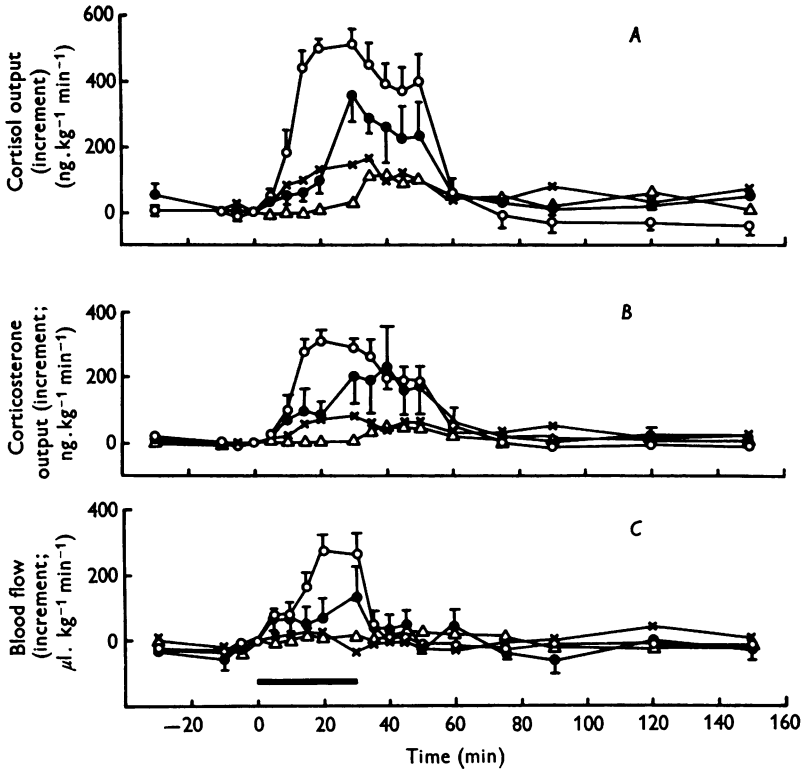 A
600
400
200
0
Cortisol output
(increment)
(ng.kg⁻¹ min⁻¹)
B
400
200
0
Corticosterone
output (increment;
ng.kg⁻¹ min⁻¹)
C
400
200
0
Blood flow
(increment;
µl. kg⁻¹ min⁻¹)
−20 0 20 40 60 80 100 120 140 160
Time (min)